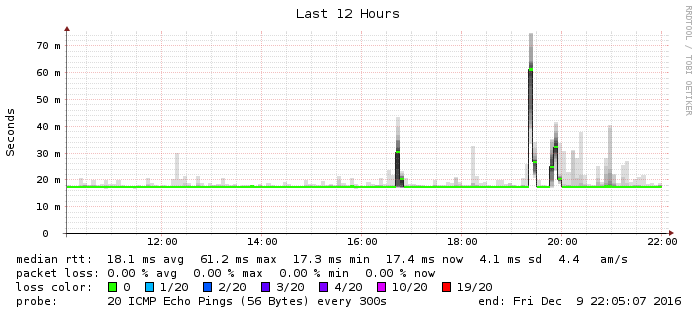 Last 12 Hours
RRDTOOL / TOBI OETIKER
Seconds
70 m
60 m
50 m
40 m
30 m
20 m
10 m
0
12:00 14:00 16:00 18:00 20:00 22:00
median rtt: 18.1 ms avg 61.2 ms max 17.3 ms min 17.4 ms now 4.1 ms sd 4.4 am/s
packet loss: 0.00 % avg 0.00 % max 0.00 % min 0.00 % now
loss color: 0 1/20 2/20 3/20 4/20 10/20 19/20
probe: 20 ICMP Echo Pings (56 Bytes) every 300s end: Fri Dec 9 22:05:07 2016